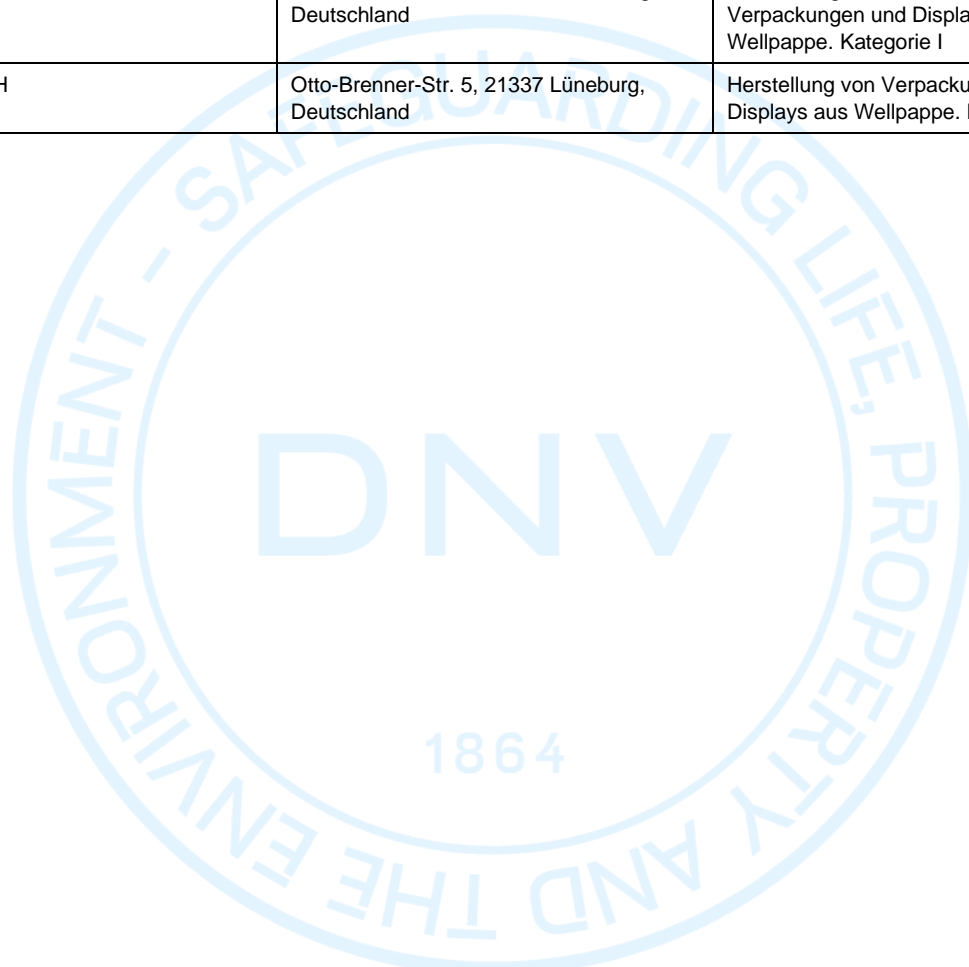 Deutschland
Verpackungen und Displa
Wellpappe. Kategorie I
H
Otto-Brenner-Str. 5, 21337 Lüneburg,
Deutschland
Herstellung von Verpacku
Displays aus Wellpappe.
SAFEGUARDING LIFE, PROPERTY AND THE ENVIRONMENT -
DNV
1864